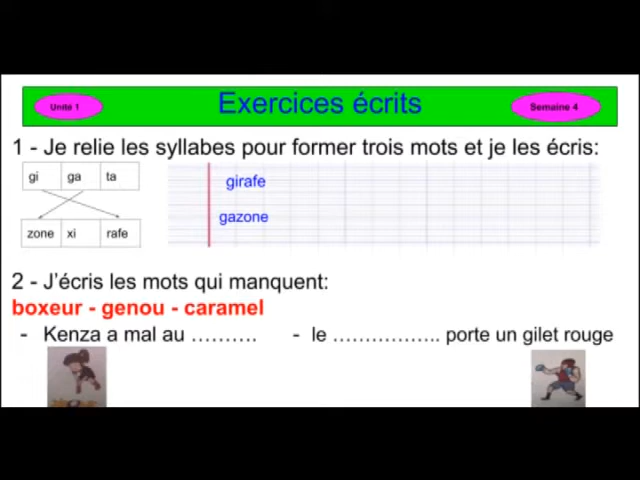 Unité 1
Exercices écrits
Semaine 4
1 - Je relie les syllabes pour former trois mots et je les écris:
gi ga ta
girafe
gazone
zone xi rafe
2 - J'écris les mots qui manquent:
boxeur - genou - caramel
- Kenza a mal au ………. - le …………….. porte un gilet rouge